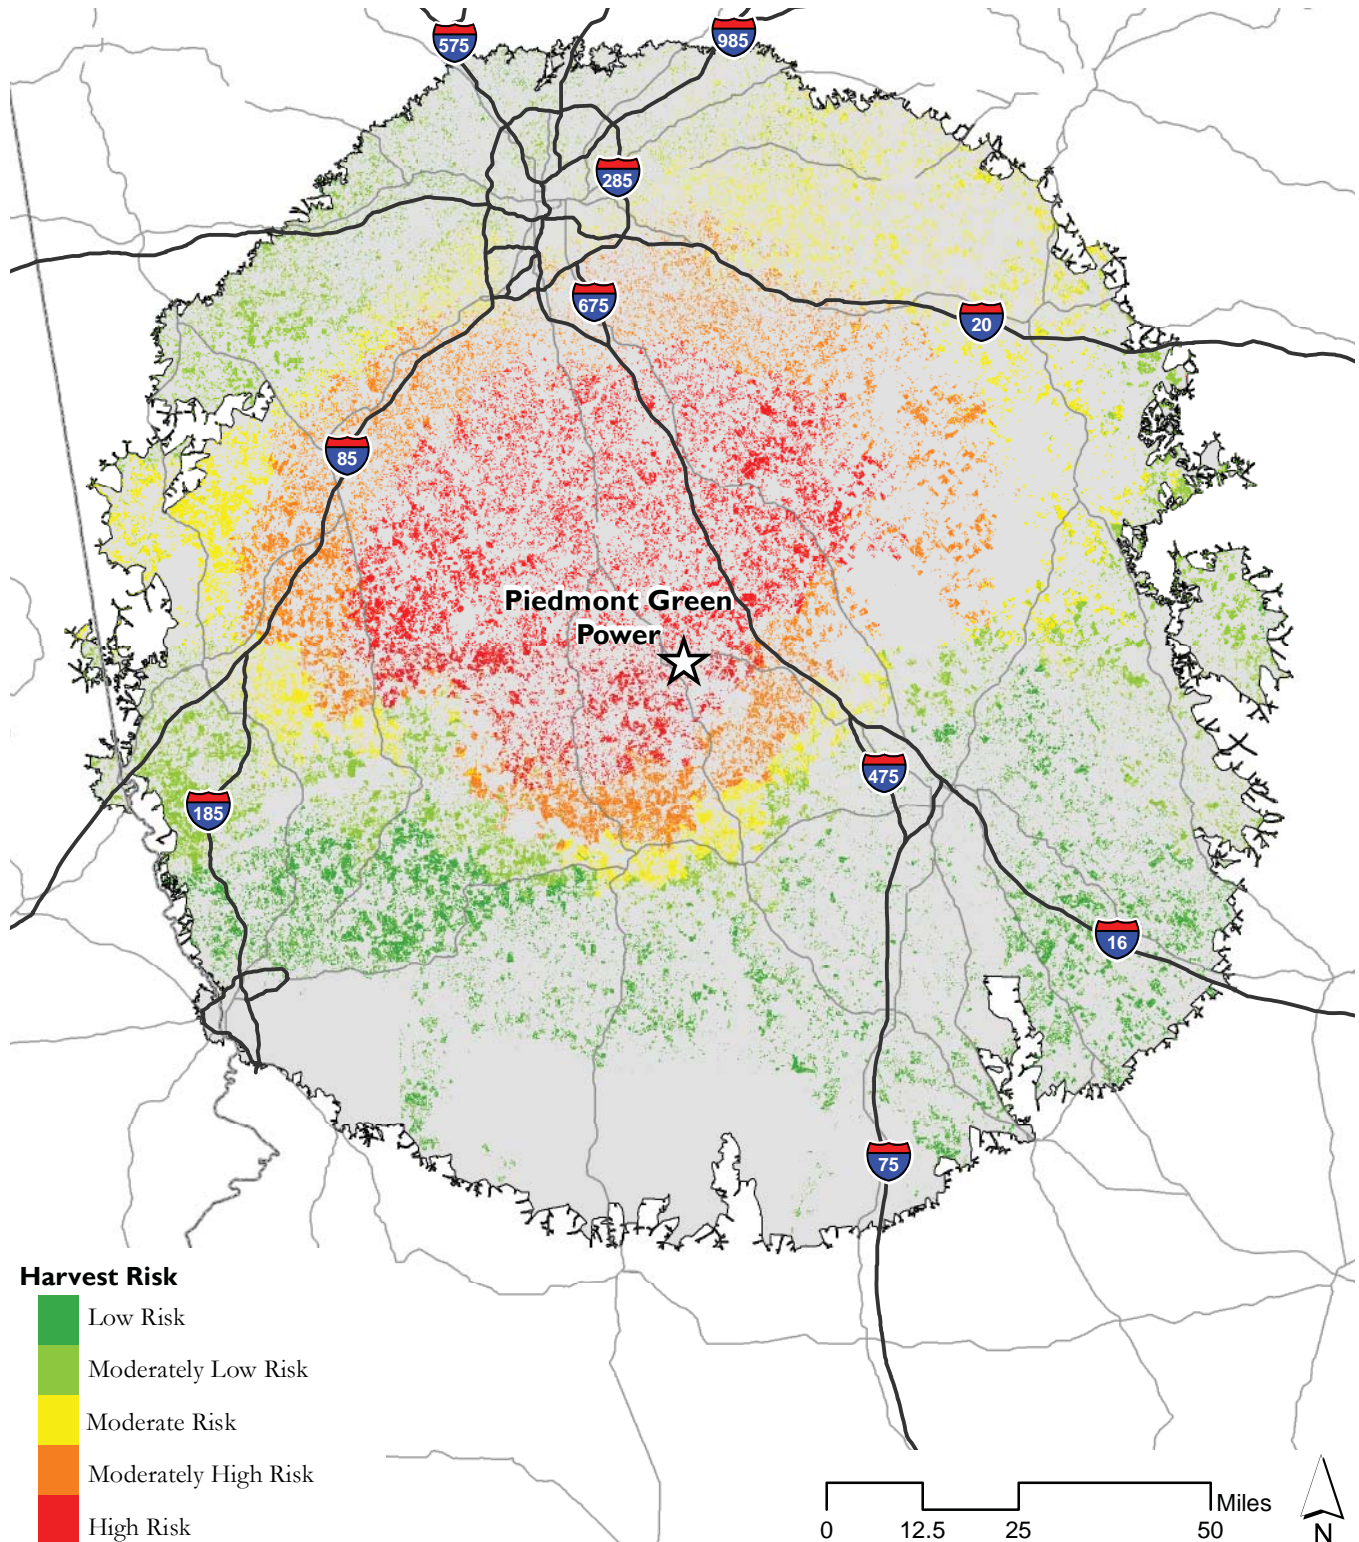 575
985
285
675
20
85
Piedmont Green
Power
475
185
16
75
Harvest Risk
Low Risk
Moderately Low Risk
Moderate Risk
Moderately High Risk
High Risk
Miles
0 12.5 25 50
N